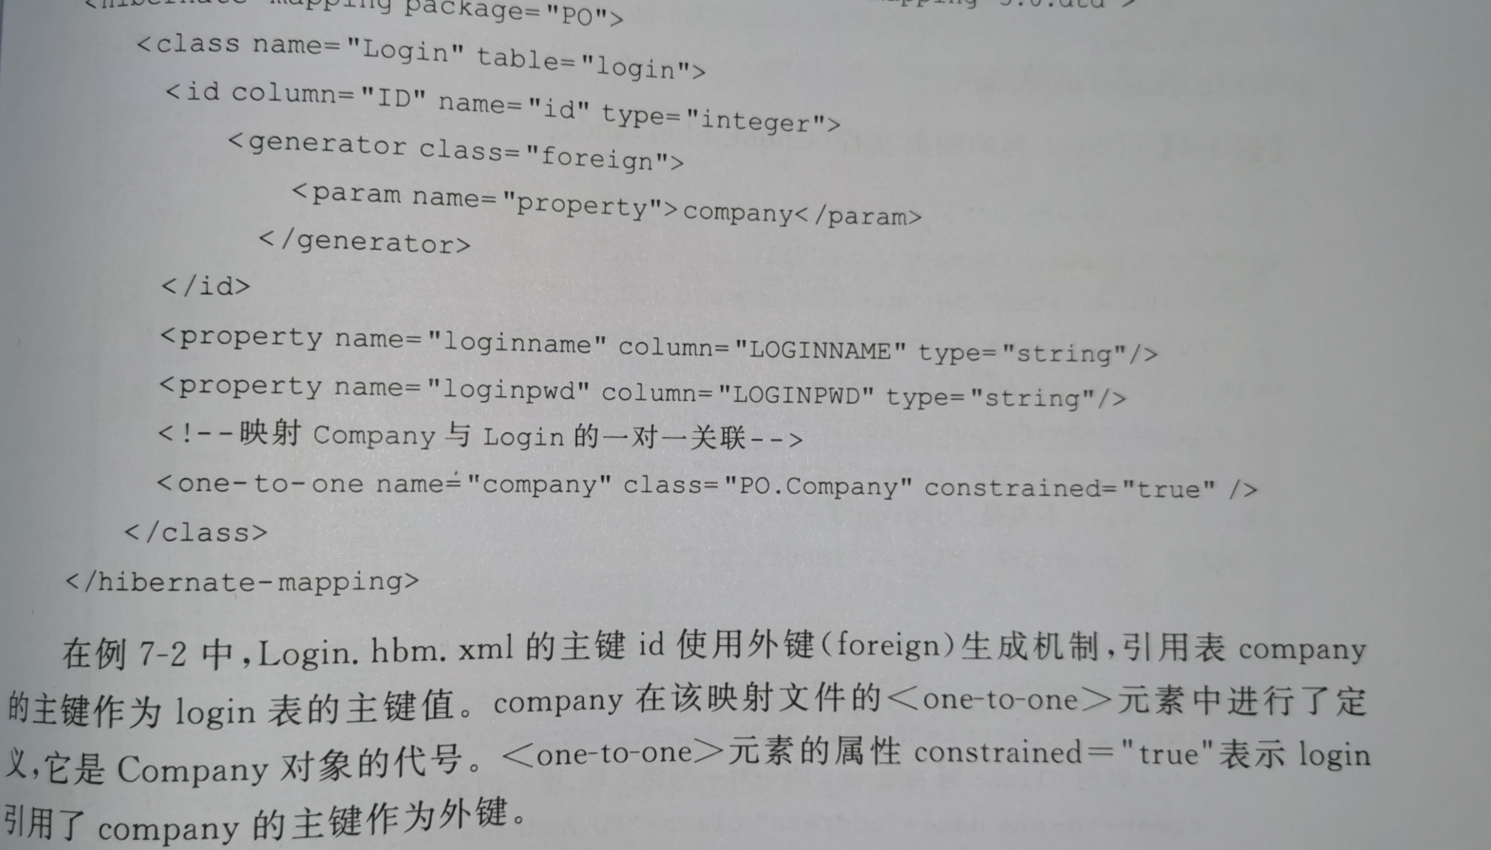 mapping package="PO">
<class name="Login" table="login">
<id column="ID" name="id" type="integer">
<generator class="foreign">
<param name="property">company</param>
</generator>
</id>
<property name="loginname" column="LOGINNAME" type="string"/>
<property name="loginpwd" column="LOGINPWD" type="string"/>
<!--映射 Company 与 Login 的一对一关联-->
<one-to-one name="company" class="PO.Company" constrained="true" />
</class>
</hibernate-mapping>
在例 7-2 中,Login.hbm.xml 的主键 id 使用外键(foreign)生成机制,引用表 company
的主键作为 login 表的主键值。company 在该映射文件的<one-to-one>元素中进行了定
义,它是 Company 对象的代号。<one-to-one>元素的属性 constrained="true"表示 login
引用了 company 的主键作为外键。